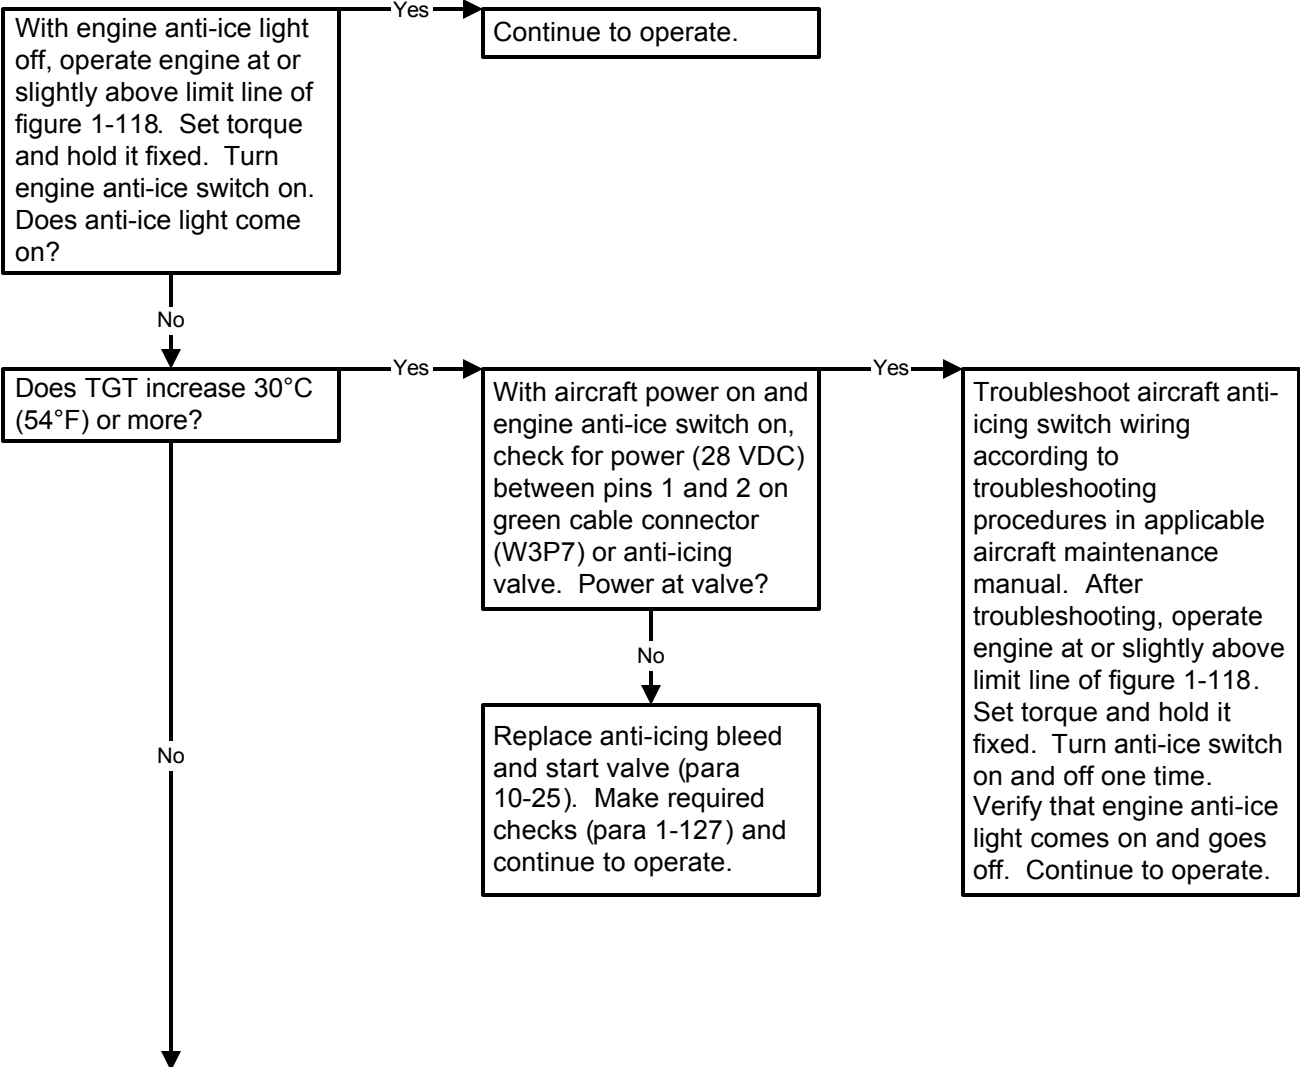 With engine anti-ice light
off, operate engine at or
slightly above limit line of
figure 1-118.  Set torque
and hold it fixed.  Turn
engine anti-ice switch on.
Does anti-ice light come
on?
Yes
Continue to operate.
No
Does TGT increase 30°C
(54°F) or more?
Yes
With aircraft power on and
engine anti-ice switch on,
check for power (28 VDC)
between pins 1 and 2 on
green cable connector
(W3P7) or anti-icing
valve.  Power at valve?
Yes
Troubleshoot aircraft anti-
icing switch wiring
according to
troubleshooting
procedures in applicable
aircraft maintenance
manual.  After
troubleshooting, operate
engine at or slightly above
limit line of figure 1-118.
Set torque and hold it
fixed.  Turn anti-ice switch
on and off one time.
Verify that engine anti-ice
light comes on and goes
off.  Continue to operate.
No
Replace anti-icing bleed
and start valve (para
10-25).  Make required
checks (para 1-127) and
continue to operate.
No